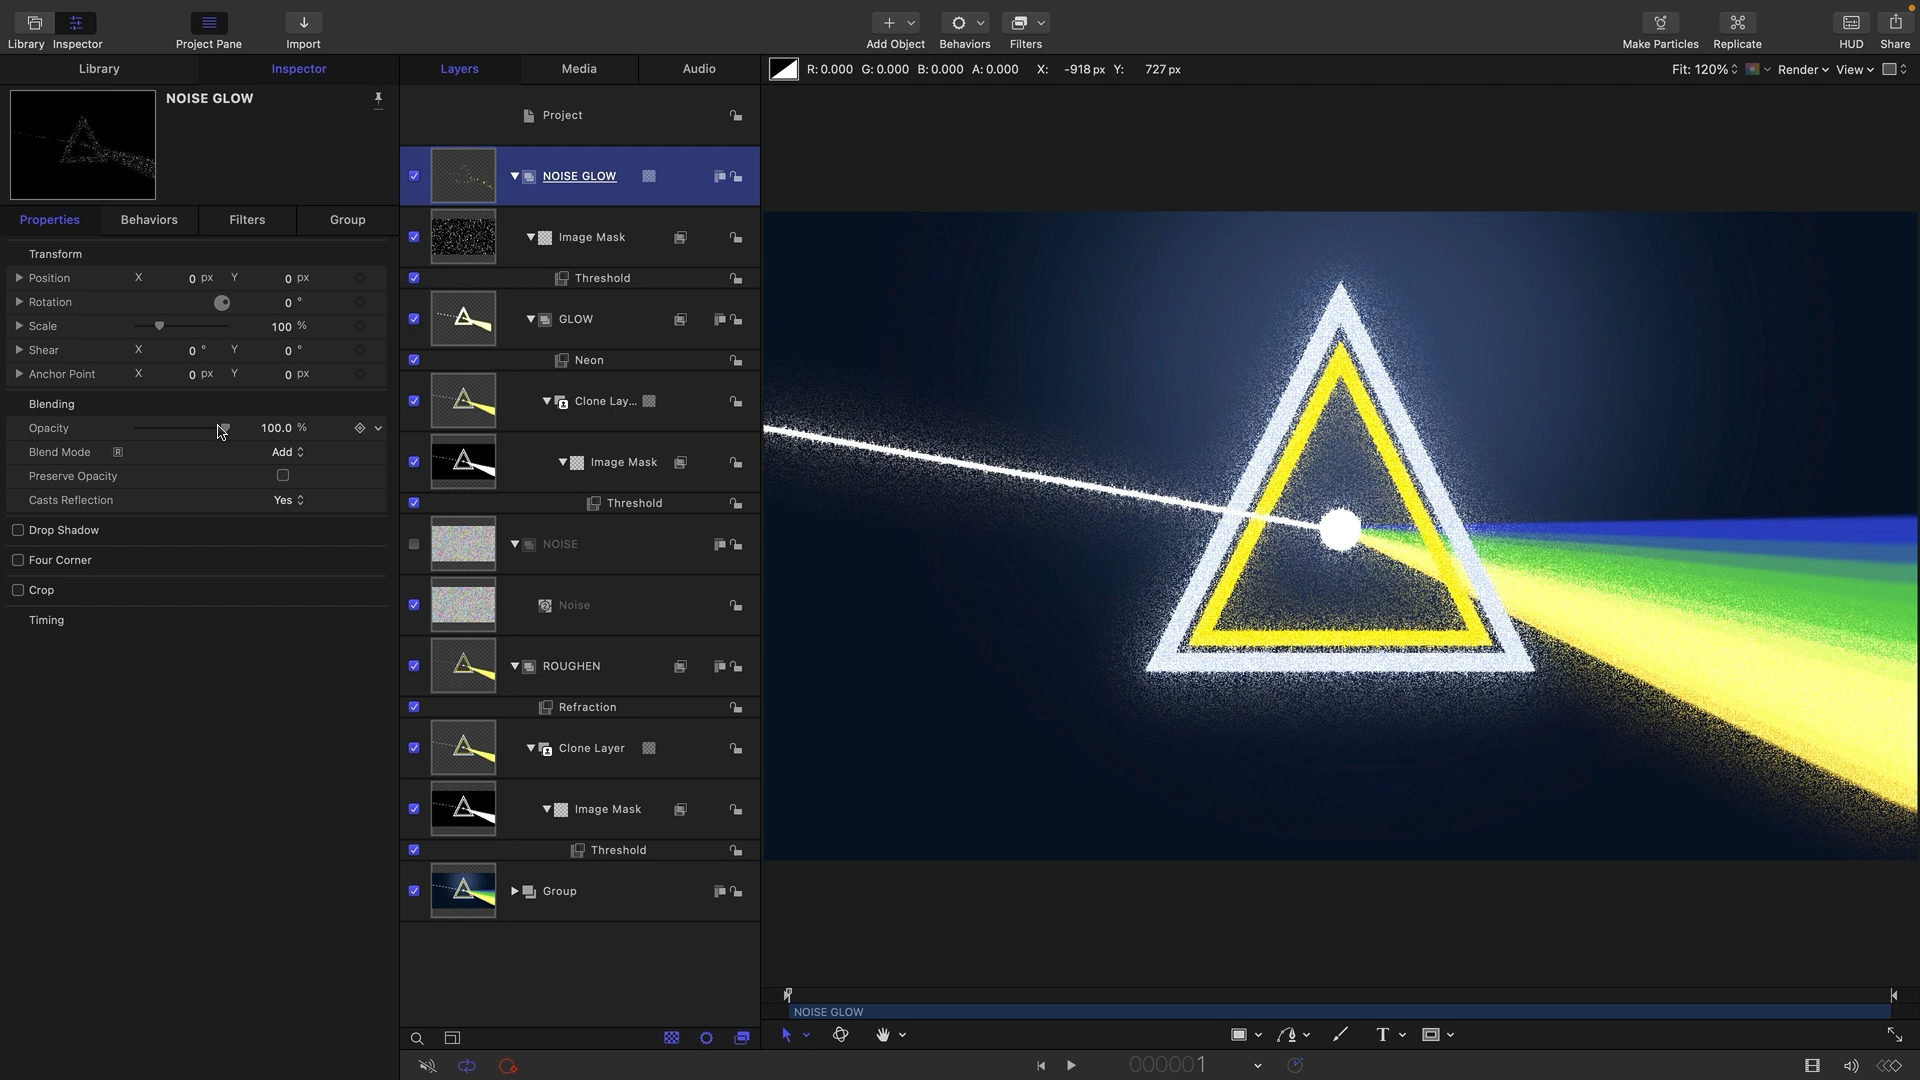 Library Inspector Project Pane Import Add Object Behaviors Filters Make Particles Replicate HUD Share
Library Inspector Layers Media Audio R: 0.000 G: 0.000 B: 0.000 A: 0.000 X: -918 px Y: 727 px Fit: 120% Render View
NOISE GLOW
Properties Behaviors Filters Group
Transform
Position X 0 px Y 0 px
Rotation 0 °
Scale 100 %
Shear X 0 ° Y 0 °
Anchor Point X 0 px Y 0 px
Blending
Opacity 100.0 %
Blend Mode R Add
Preserve Opacity
Casts Reflection Yes
Drop Shadow
Four Corner
Crop
Timing
Project
NOISE GLOW
Image Mask
Threshold
GLOW
Neon
Clone Lay...
Image Mask
Threshold
NOISE
Noise
ROUGHEN
Refraction
Clone Layer
Image Mask
Threshold
Group
NOISE GLOW
T
000001